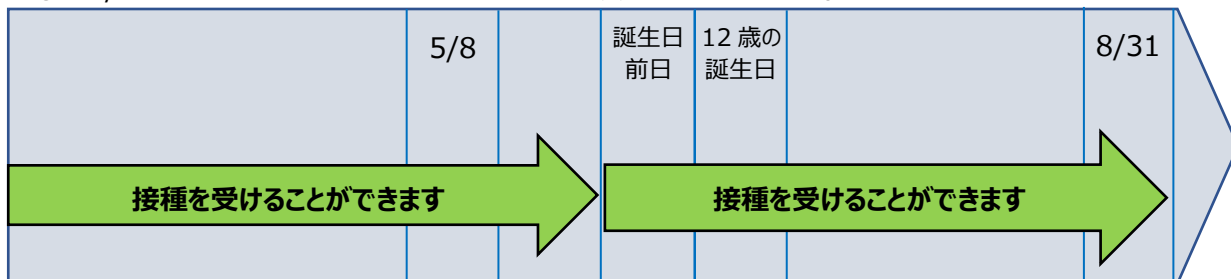 5/8
誕生日
前日
12 歳の
誕生日
8/31
接種を受けることができます
接種を受けることができます